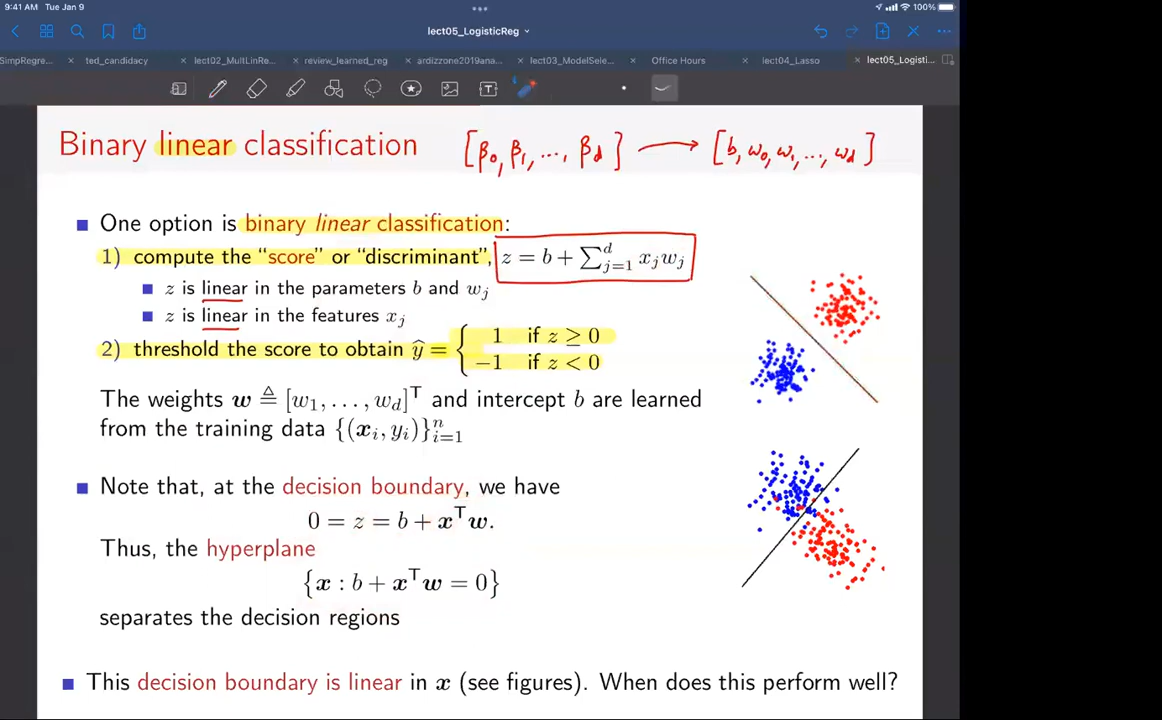 9:41 AM Tue Jan 9
100%
lect05_LogisticReg
SimpRegre... ted_candidacy lect02_MultLinRe... review_learned_reg ardizzone2019ana... lect03_ModelSele... Office Hours lect04_Lasso lect05_Logisti...
Binary linear classification [β₀, β₁, ..., β_d] → [b, w₀, w₁, ..., w_d]
■ One option is binary linear classification:
1) compute the “score” or “discriminant”, z = b + ∑_{j=1}^{d} x_j w_j
■ z is linear in the parameters b and w_j
■ z is linear in the features x_j
2) threshold the score to obtain ŷ = { 1 if z ≥ 0
−1 if z < 0
The weights w ≜ [w₁, . . . , w_d]ᵀ and intercept b are learned
from the training data {(x_i, y_i)}_{i=1}^{n}
■ Note that, at the decision boundary, we have
0 = z = b + xᵀw.
Thus, the hyperplane
{x : b + xᵀw = 0}
separates the decision regions
■ This decision boundary is linear in x (see figures). When does this perform well?